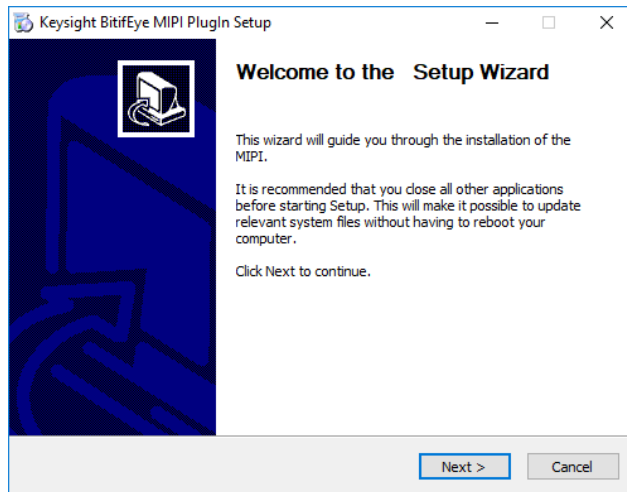 Keysight BitifEye MIPI PlugIn Setup
Welcome to the Setup Wizard
This wizard will guide you through the installation of the
MIPI.
It is recommended that you close all other applications
before starting Setup. This will make it possible to update
relevant system files without having to reboot your
computer.
Click Next to continue.
Next >
Cancel